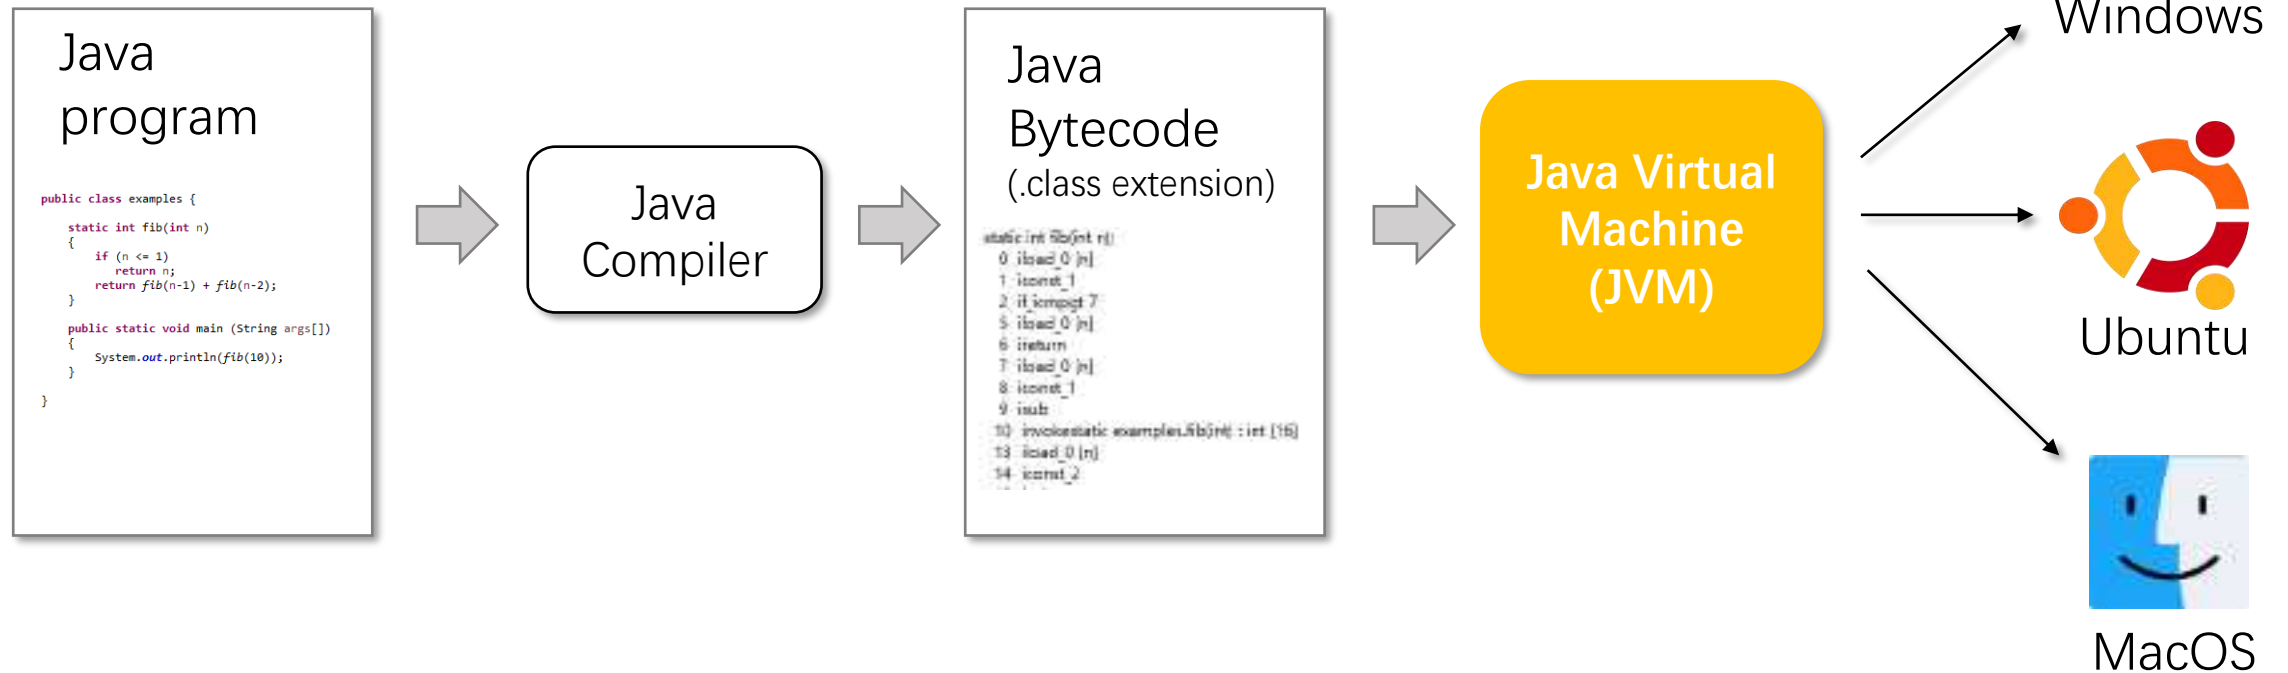 Java
program
public class examples {
static int fib(int n)
{
if (n <= 1)
return n;
return fib(n-1) + fib(n-2);
}
public static void main (String args[])
{
System.out.println(fib(10));
}
}
Java
Compiler
Java
Bytecode
(.class extension)
static int fib(int n);
0 iload_0 [n]
1 iconst_1
2 if_icmpgt 7
5 iload_0 [n]
6 ireturn
7 iload_0 [n]
8 iconst_1
9 isub
10 invokestatic examples.fib(int) : int [16]
13 iload_0 [n]
14 iconst_2
Java Virtual
Machine
(JVM)
Windows
Ubuntu
MacOS